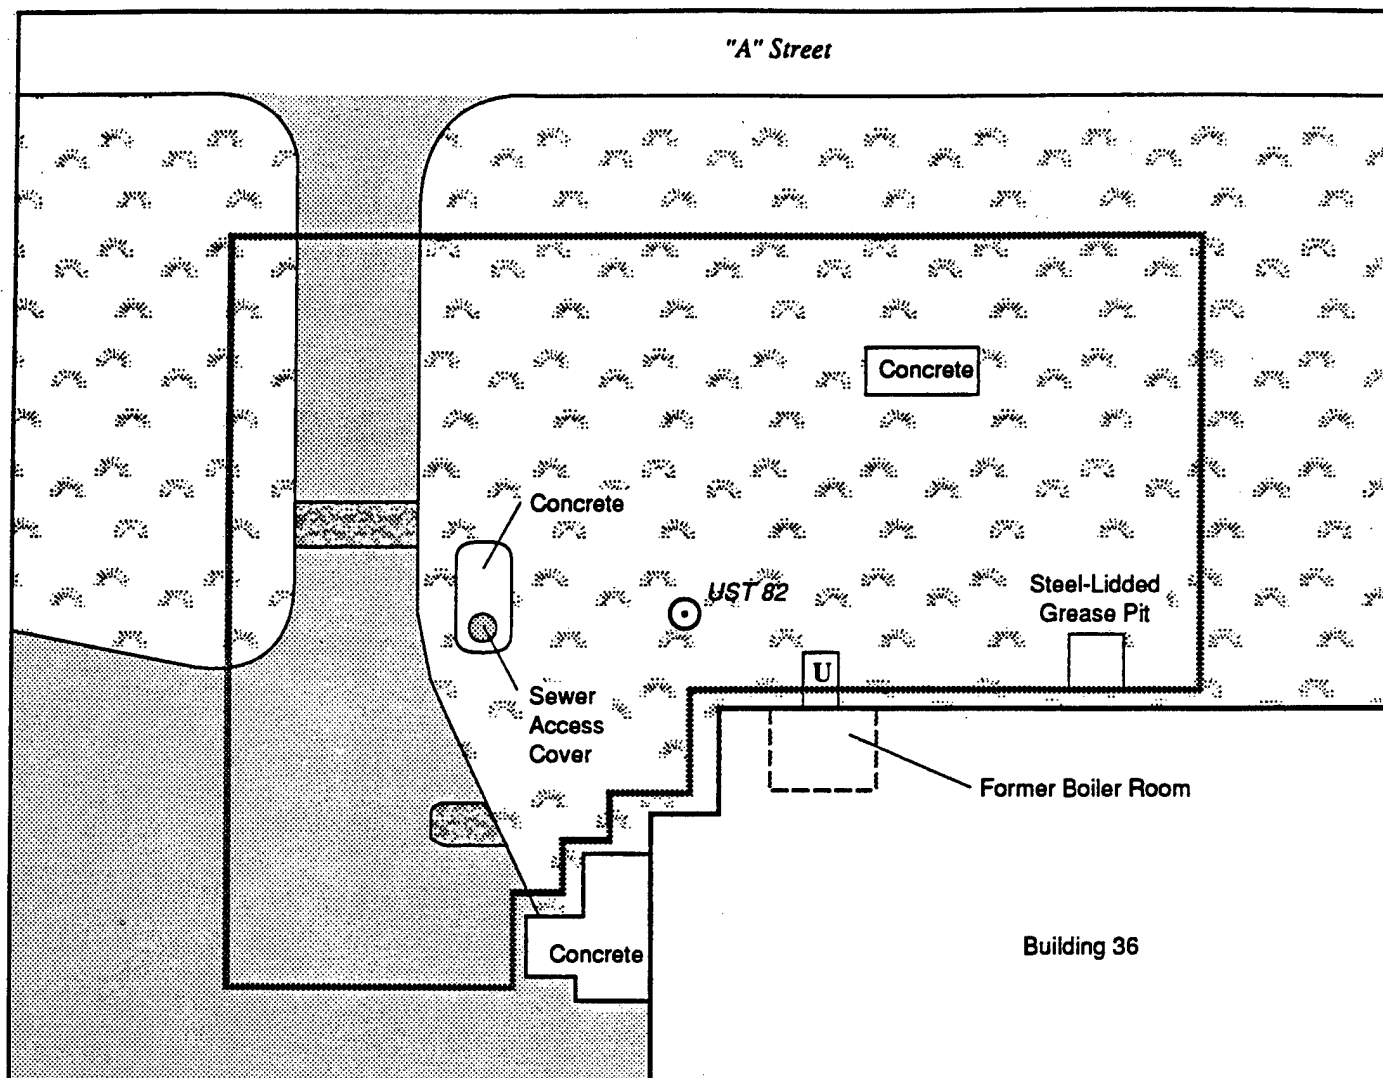 "A" Street
Concrete
Concrete
UST 82
Steel-Lidded
Grease Pit
U
Sewer
Access
Cover
Former Boiler Room
Concrete
Building 36